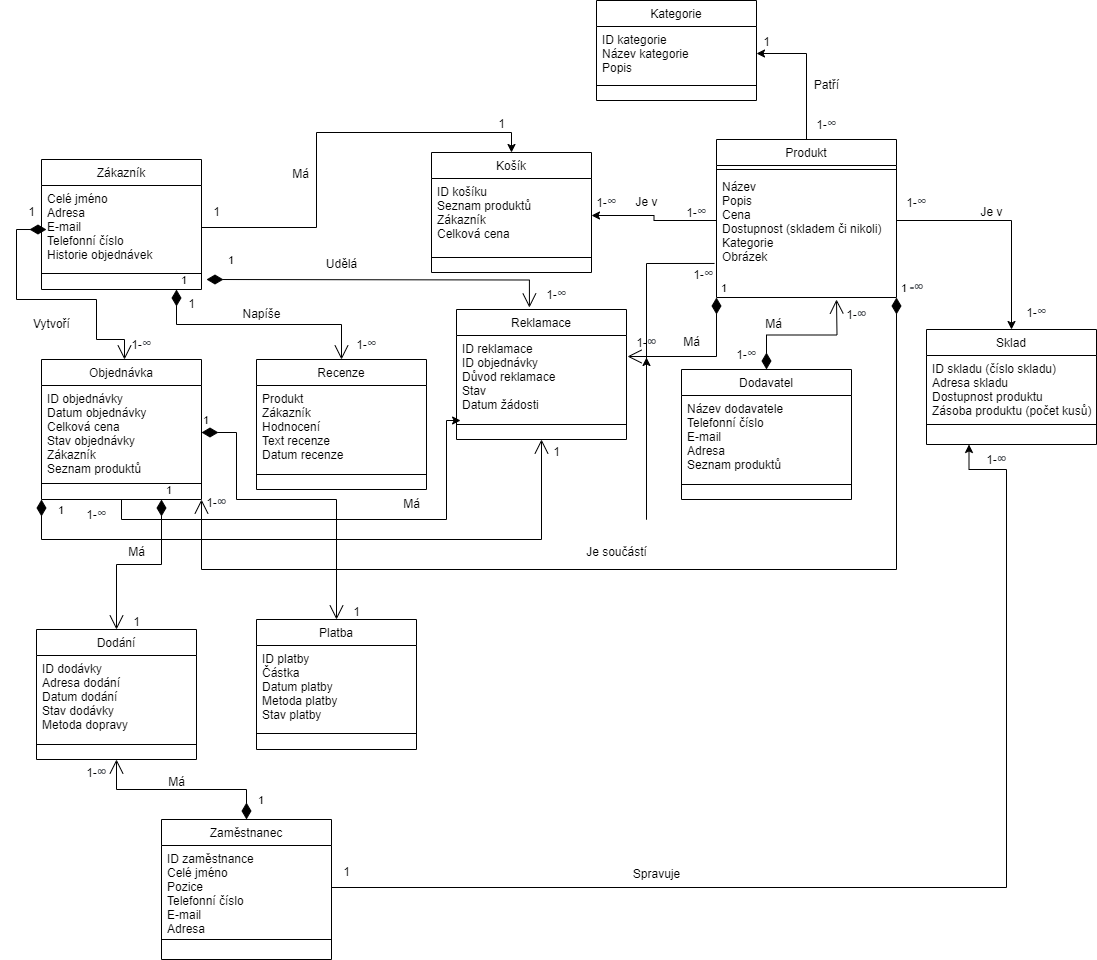 Kategorie
ID kategorie
Název kategorie
Popis
1
Patří
1-∞
Zákazník
Celé jméno
Adresa
E-mail
Telefonní číslo
Historie objednávek
1
1
Má
1
Košík
ID košíku
Seznam produktů
Zákazník
Celková cena
1-∞
Je v
1-∞
Produkt
Název
Popis
Cena
Dostupnost (skladem či nikoli)
Kategorie
Obrázek
1-∞
Je v
1-∞
1
1
1
Udělá
1-∞
Napíše
1-∞
Vytvoří
1-∞
1-∞
1
1-∞
Má
1-∞
Má
1-∞
1-∞
Reklamace
ID reklamace
ID objednávky
Důvod reklamace
Stav
Datum žádosti
1
Sklad
ID skladu (číslo skladu)
Adresa skladu
Dostupnost produktu
Zásoba produktu (počet kusů)
1-∞
Objednávka
ID objednávky
Datum objednávky
Celková cena
Stav objednávky
Zákazník
Seznam produktů
1
1
1
1-∞
1-∞
Recenze
Produkt
Zákazník
Hodnocení
Text recenze
Datum recenze
Dodavatel
Název dodavatele
Telefonní číslo
E-mail
Adresa
Seznam produktů
Má
Má
Je součástí
1
1
Dodání
ID dodávky
Adresa dodání
Datum dodání
Stav dodávky
Metoda dopravy
Platba
ID platby
Částka
Datum platby
Metoda platby
Stav platby
1-∞
Má
1
Zaměstnanec
ID zaměstnance
Celé jméno
Pozice
Telefonní číslo
E-mail
Adresa
1
Spravuje